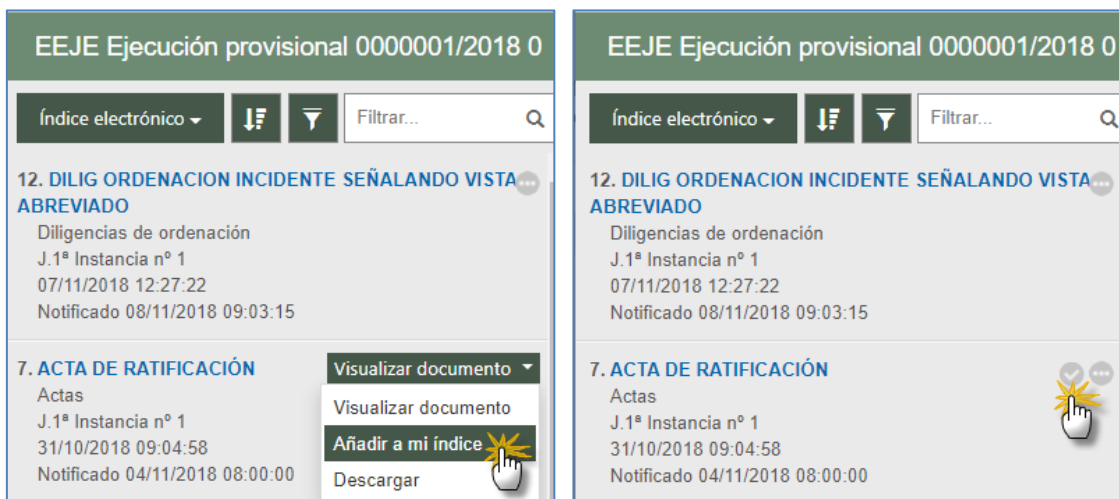 EEJE Ejecución provisional 0000001/2018 0
Índice electrónico
Filtrar...
12. DILIG ORDENACION INCIDENTE SEÑALANDO VISTA
ABREVIADO
Diligencias de ordenación
J.1ª Instancia nº 1
07/11/2018 12:27:22
Notificado 08/11/2018 09:03:15
7. ACTA DE RATIFICACIÓN
Actas
J.1ª Instancia nº 1
31/10/2018 09:04:58
Notificado 04/11/2018 08:00:00
Visualizar documento
Visualizar documento
Añadir a mi índice
Descargar
EEJE Ejecución provisional 0000001/2018 0
Índice electrónico
Filtrar...
12. DILIG ORDENACION INCIDENTE SEÑALANDO VISTA
ABREVIADO
Diligencias de ordenación
J.1ª Instancia nº 1
07/11/2018 12:27:22
Notificado 08/11/2018 09:03:15
7. ACTA DE RATIFICACIÓN
Actas
J.1ª Instancia nº 1
31/10/2018 09:04:58
Notificado 04/11/2018 08:00:00